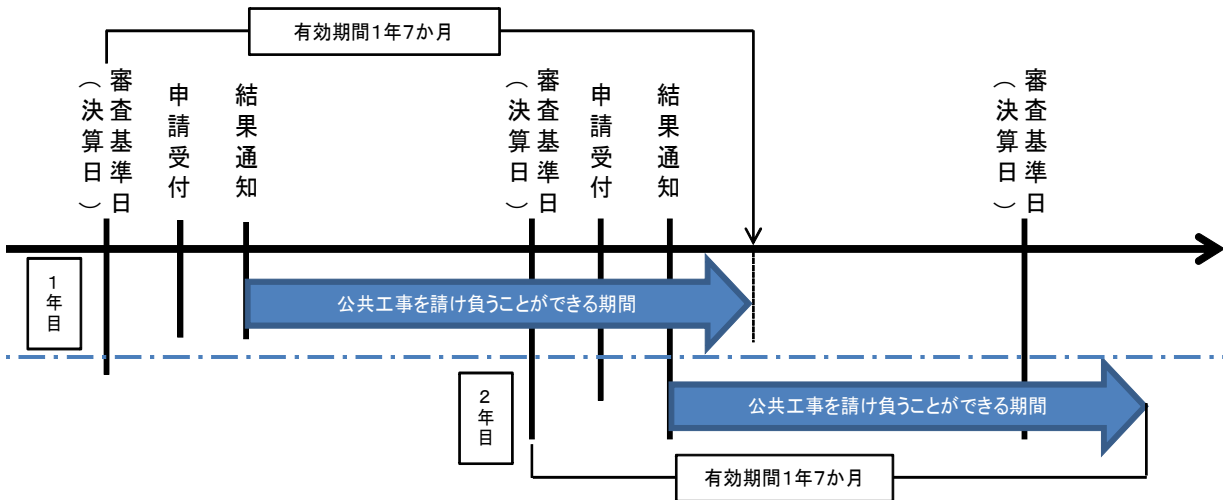 有効期間1年7か月
審査基準日
（決算日）
申請受付
結果通知
審査基準日
（決算日）
申請受付
結果通知
審査基準日
（決算日）
1年目
公共工事を請け負うことができる期間
2年目
公共工事を請け負うことができる期間
有効期間1年7か月